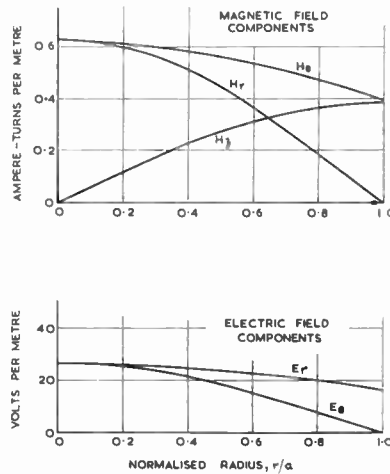 MAGNETIC FIELD
COMPONENTS
AMPERE-TURNS PER METRE
0.6
0.4
0.2
0
Hθ
Hr
Hz
0 0.2 0.4 0.6 0.8 1.0
ELECTRIC FIELD
COMPONENTS
VOLTS PER METRE
40
20
0
Er
Eθ
0 0.2 0.4 0.6 0.8 1.0
NORMALISED RADIUS, r/a